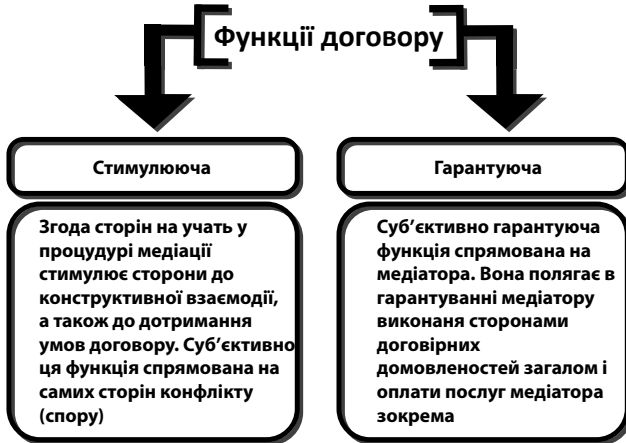 Функції договору
Стимулююча
Згода сторін на учать у
процедурі медіації
стимулює сторони до
конструктивної взаємодії,
а також до дотримання
умов договору. Суб’єктивно
ця функція спрямована на
самих сторін конфлікту
(спору)
Гарантуюча
Суб’єктивно гарантуюча
функція спрямована на
медіатора. Вона полягає в
гарантуванні медіатору
виконаня сторонами
договірних
домовленостей загалом і
оплати послуг медіатора
зокрема